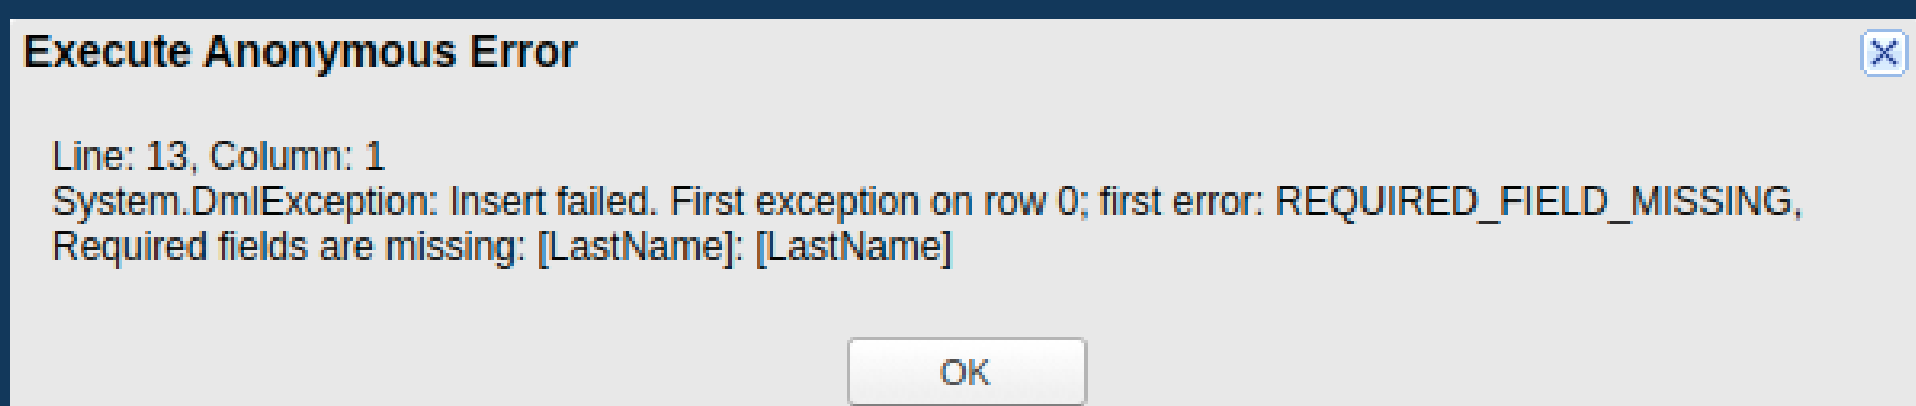 Execute Anonymous Error
Line: 13, Column: 1
System.DmlException: Insert failed. First exception on row 0; first error: REQUIRED_FIELD_MISSING,
Required fields are missing: [LastName]: [LastName]
OK